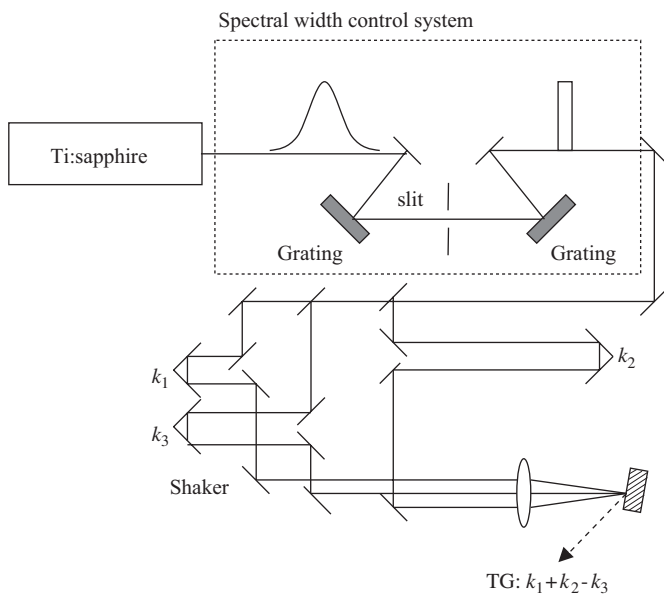 Spectral width control system
Ti:sapphire
slit
Grating
Grating
k1
k2
k3
Shaker
TG: k1+k2-k3